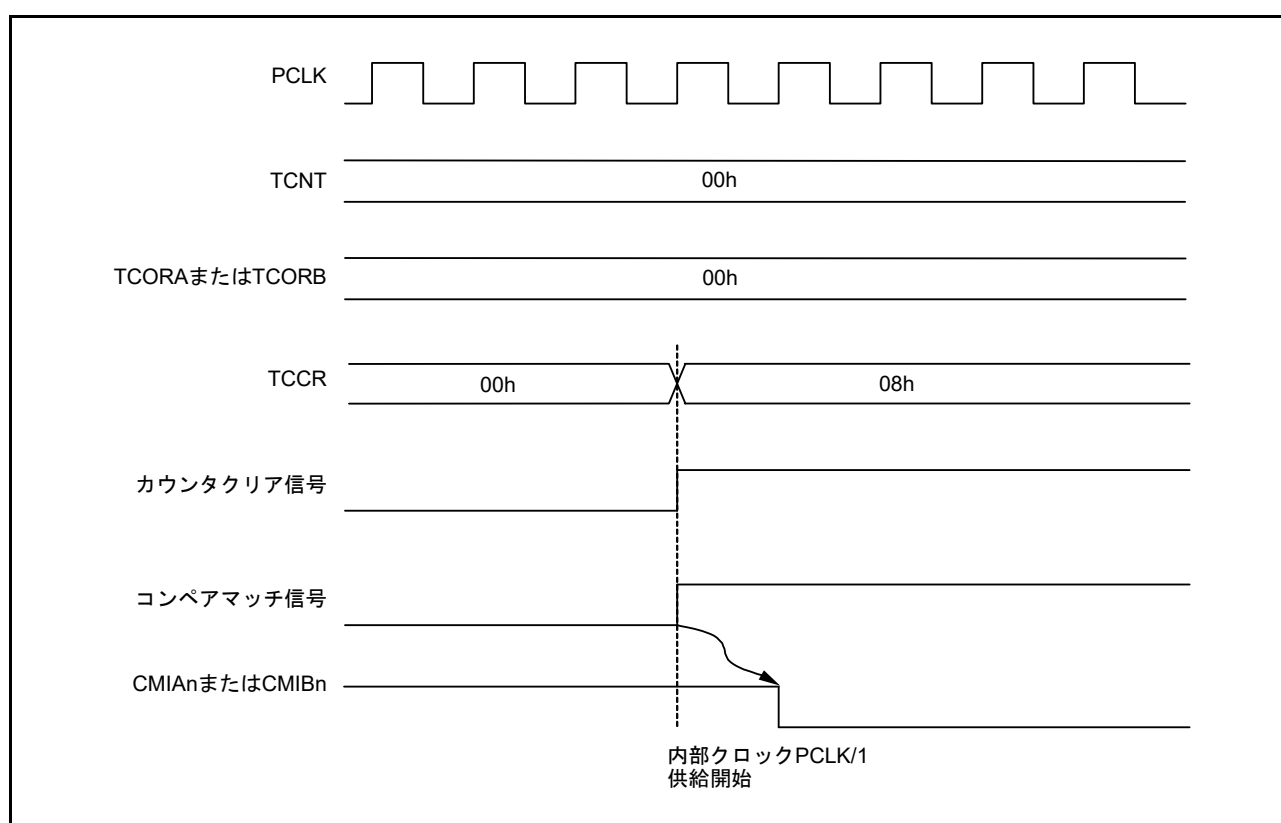 PCLK
TCNT
00h
TCORAまたはTCORB
00h
TCCR
00h
08h
カウンタクリア信号
コンペアマッチ信号
CMIAnまたはCMIBn
内部クロックPCLK/1
供給開始